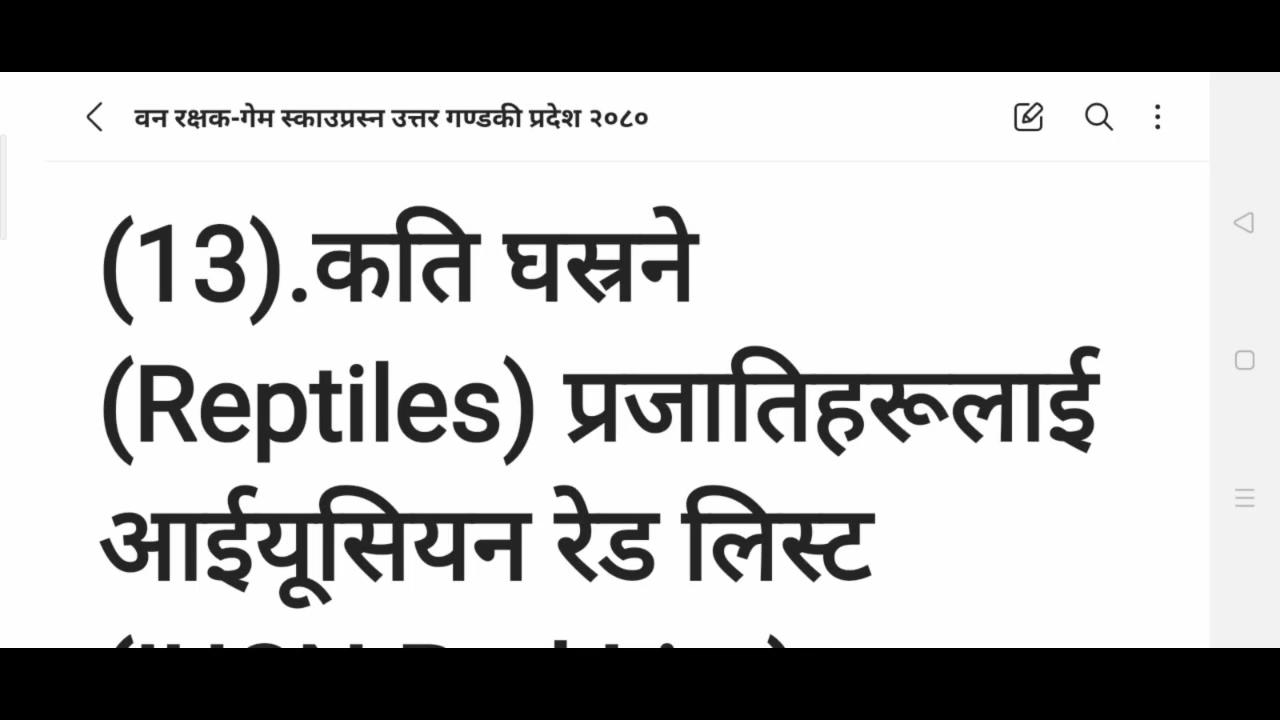 वन रक्षक-गेम स्काउप्रस्न उत्तर गण्डकी प्रदेश २०८०
(13).कति घस्रने
(Reptiles) प्रजातिहरूलाई
आईयूसियन रेड लिस्ट